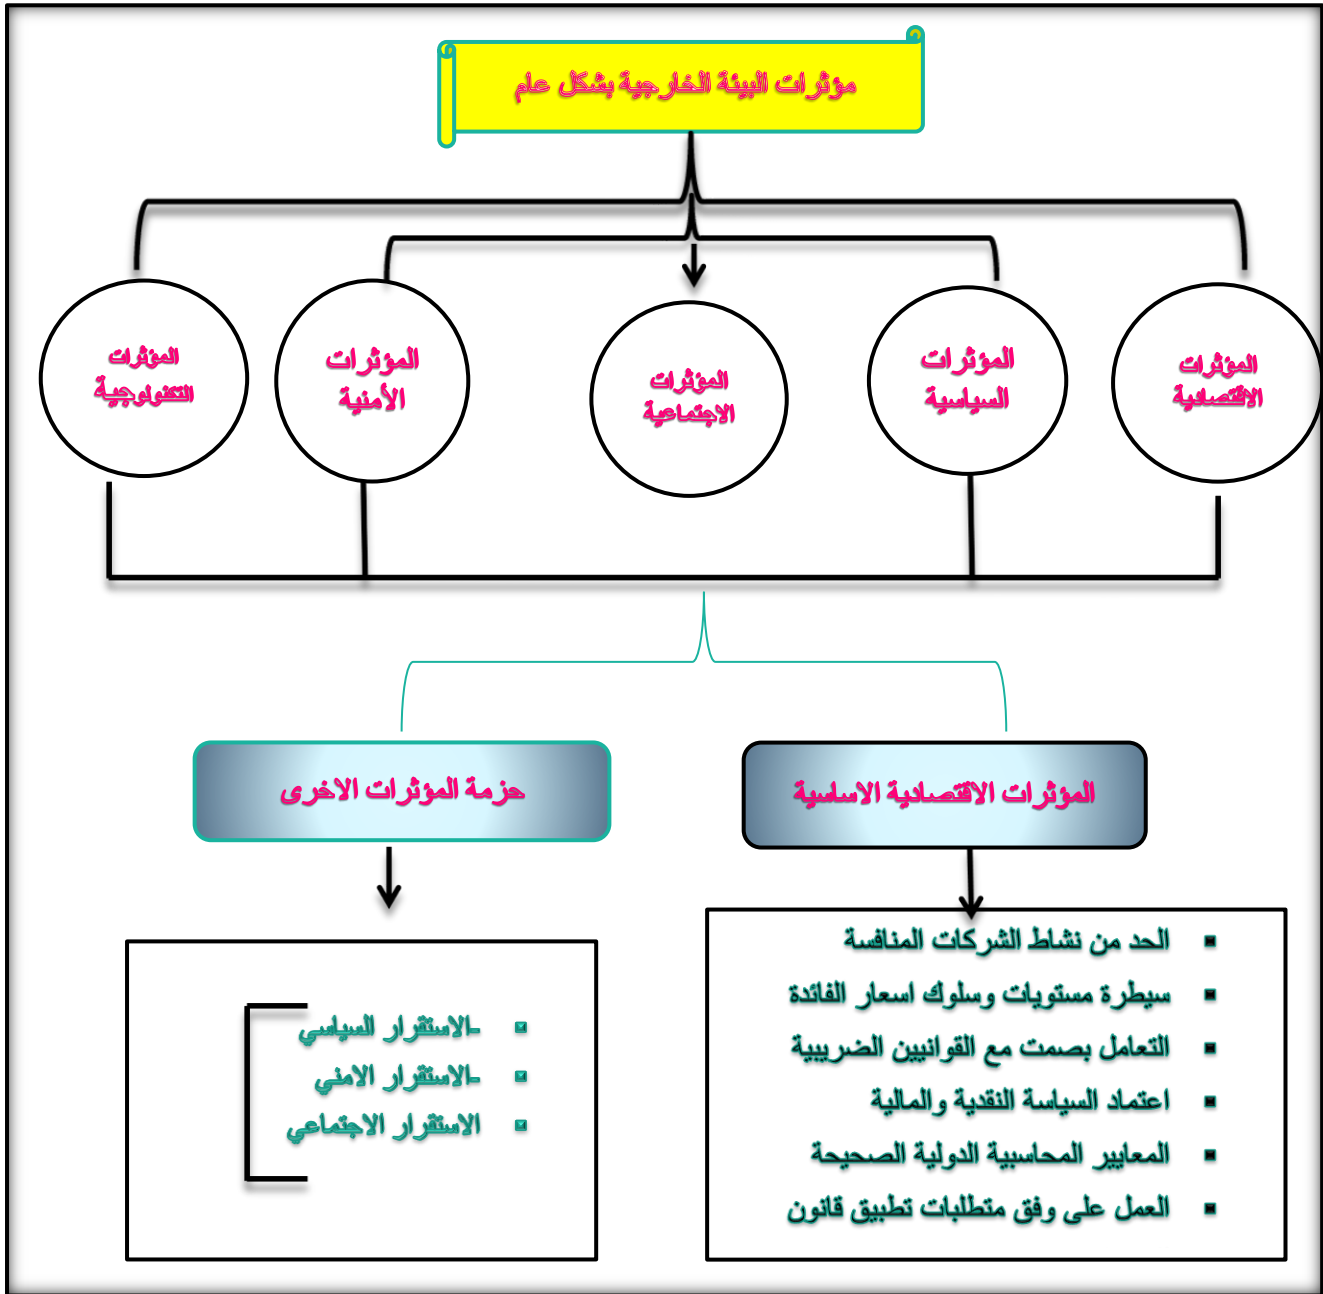 مؤثرات البيئة الخارجية بشكل عام
المؤثرات
الاقتصادية
المؤثرات
السياسية
المؤثرات
الاجتماعية
المؤثرات
الأمنية
المؤثرات
التكنولوجية
المؤثرات الاقتصادية الاساسية
حزمة المؤثرات الاخرى
الحد من نشاط الشركات المنافسة
سيطرة مستويات وسلوك اسعار الفائدة
التعامل بصمت مع القوانيين الضريبية
اعتماد السياسة النقدية والمالية
المعايير المحاسبية الدولية الصحيحة
العمل على وفق متطلبات تطبيق قانون
-الاستقرار السياسي
-الاستقرار الامني
الاستقرار الاجتماعي